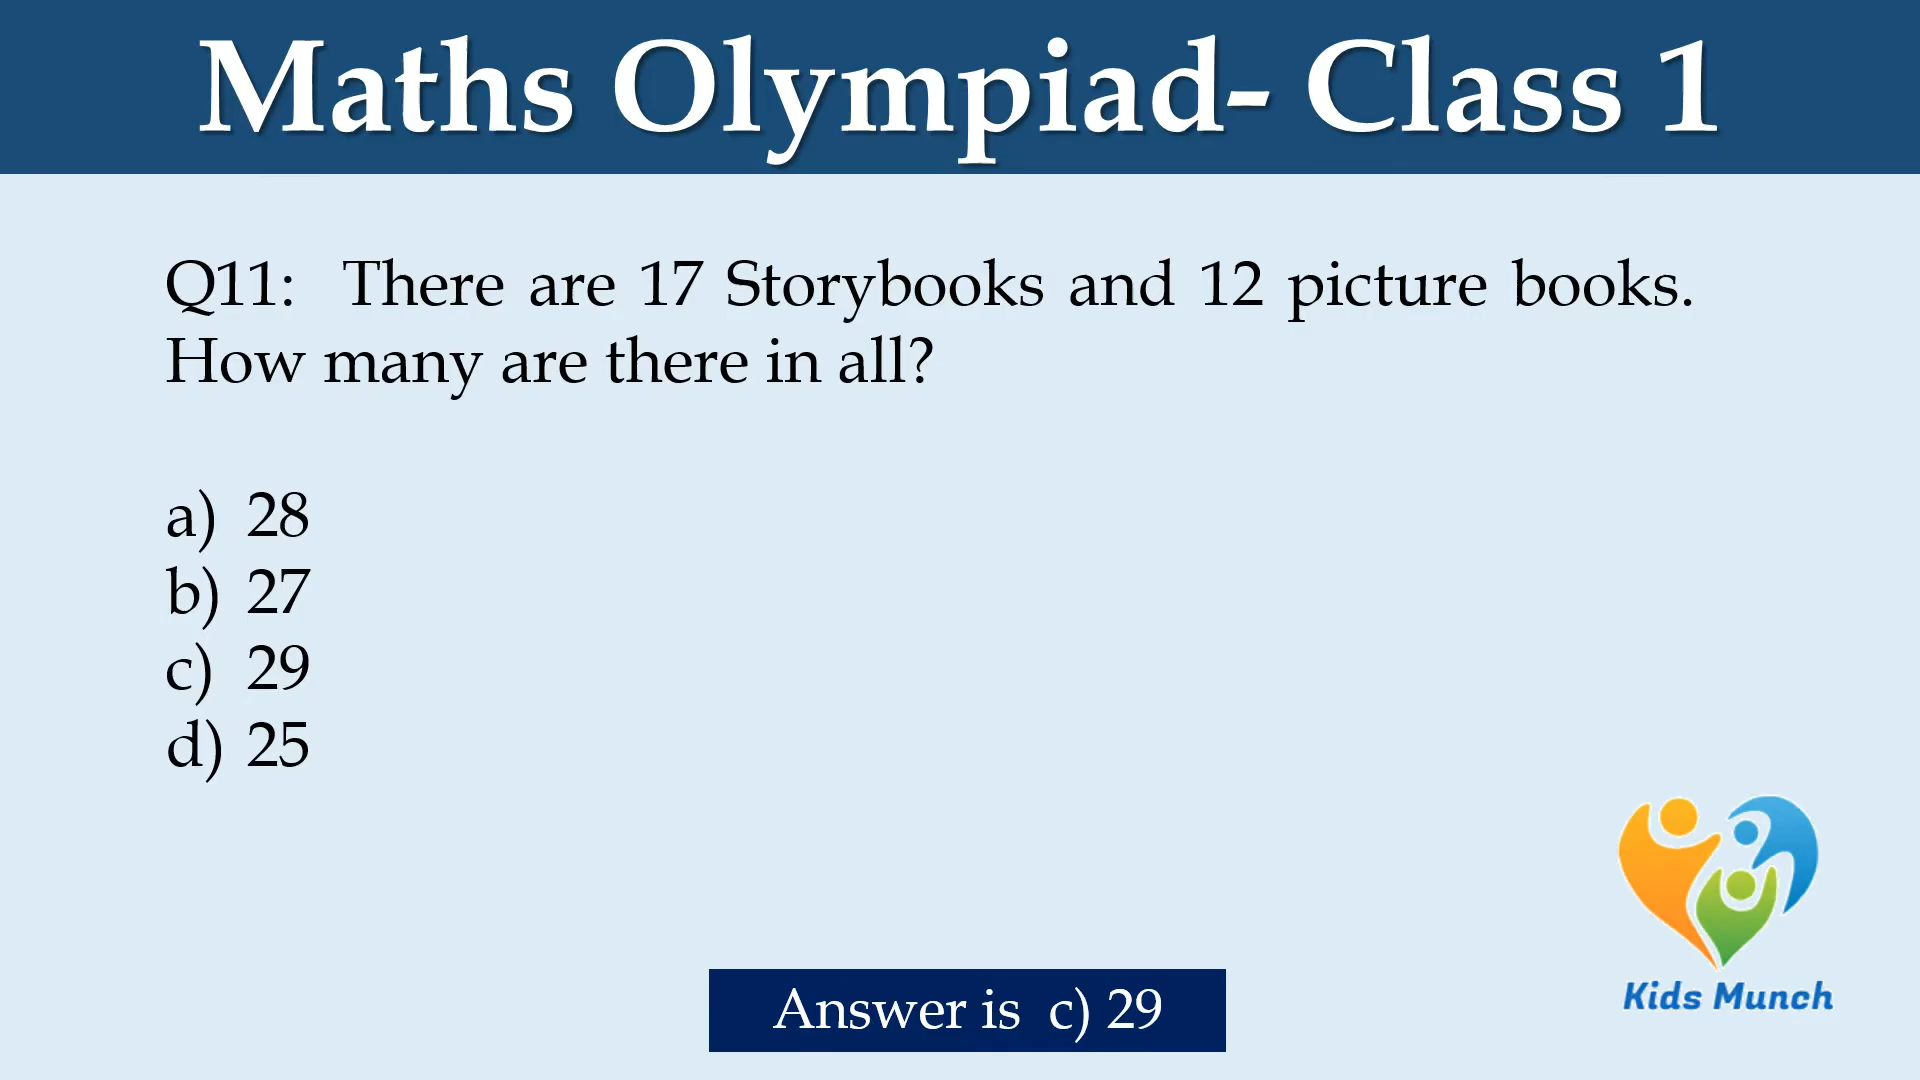 Maths Olympiad- Class 1
Q11: There are 17 Storybooks and 12 picture books.
How many are there in all?
a) 28
b) 27
c) 29
d) 25
Kids Munch
Answer is c) 29